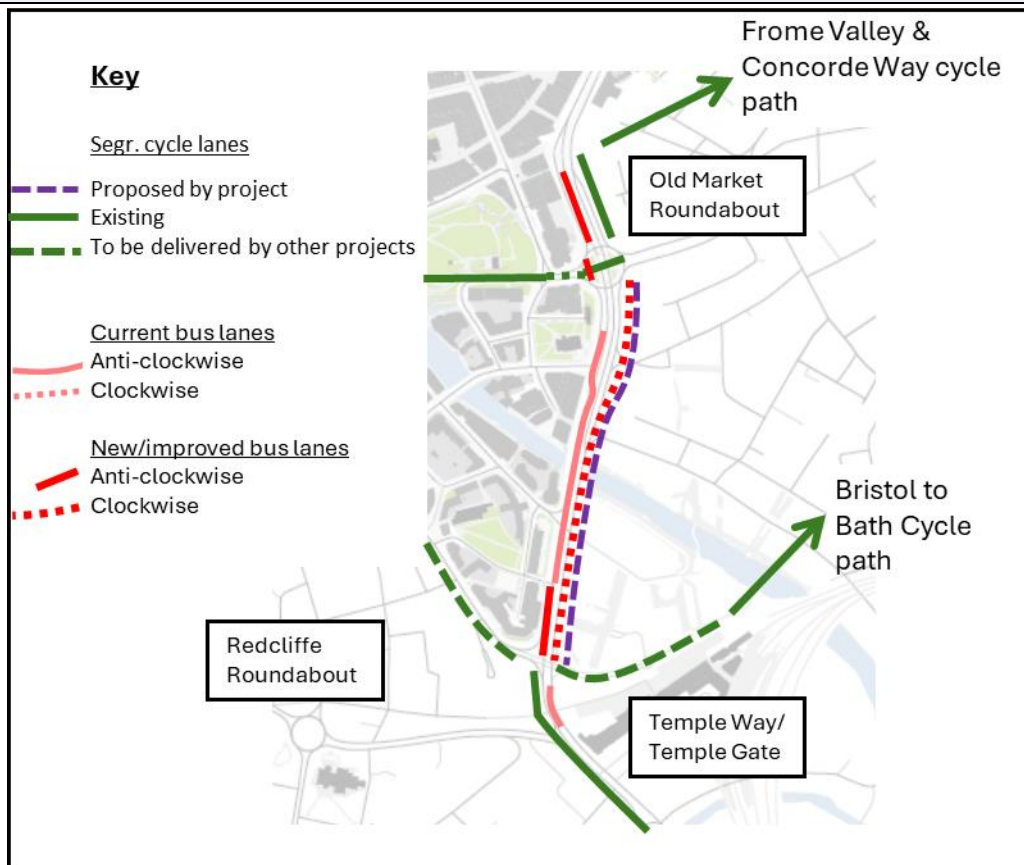 Key
Segr. cycle lanes
Proposed by project
Existing
To be delivered by other projects
Current bus lanes
Anti-clockwise
Clockwise
New/improved bus lanes
Anti-clockwise
Clockwise
Frome Valley &
Concorde Way cycle
path
Old Market
Roundabout
Bristol to
Bath Cycle
path
Redcliffe
Roundabout
Temple Way/
Temple Gate